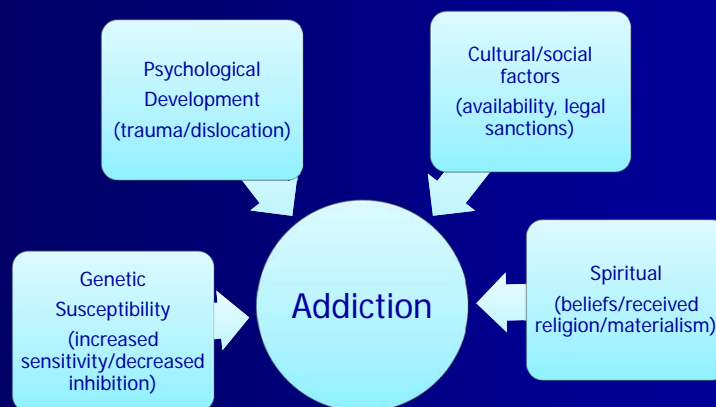 Psychological
Development
(trauma/dislocation)
Cultural/social
factors
(availability, legal
sanctions)
Genetic
Susceptibility
(increased
sensitivity/decreased
inhibition)
Addiction
Spiritual
(beliefs/received
religion/materialism)